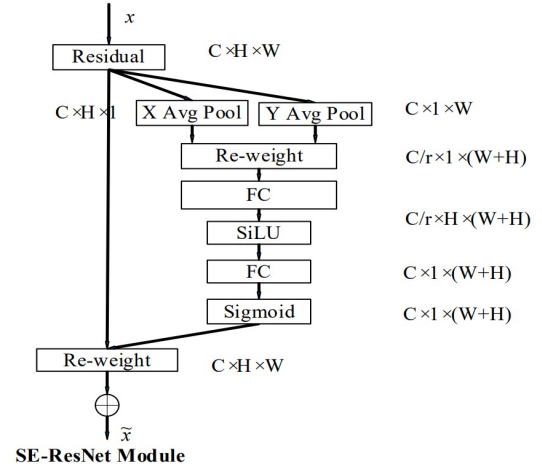 x
Residual
C×H×W
C×H×1
X Avg Pool
Y Avg Pool
C×1×W
Re-weight
C/r×1×(W+H)
FC
C/r×H×(W+H)
SiLU
FC
C×1×(W+H)
Sigmoid
C×1×(W+H)
Re-weight
C×H×W
x̃
SE-ResNet Module